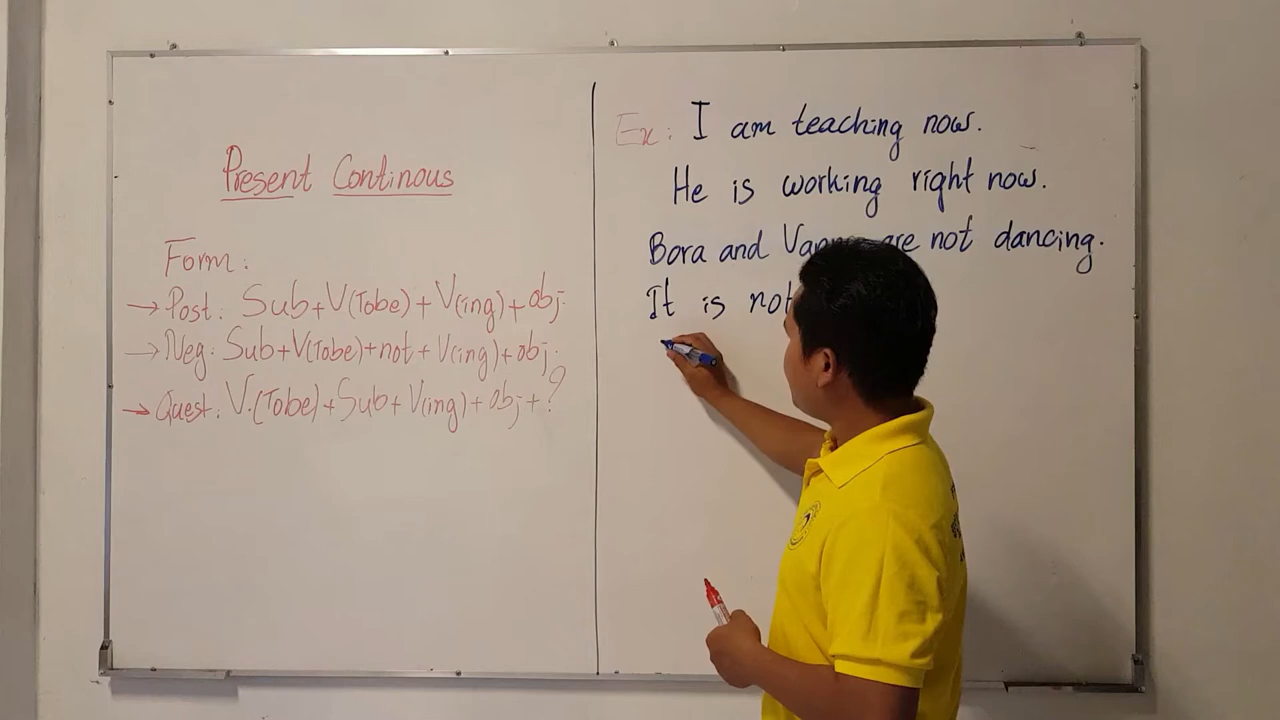 Present Continous
Form:
→ Post: Sub+V(Tobe)+V(ing)+obj.
→ Neg: Sub+V(Tobe)+not+V(ing)+obj.
→ Quest: V.(Tobe)+Sub+V(ing)+obj+?
Ex: I am teaching now.
He is working right now.
Bora and are not dancing.
It is not